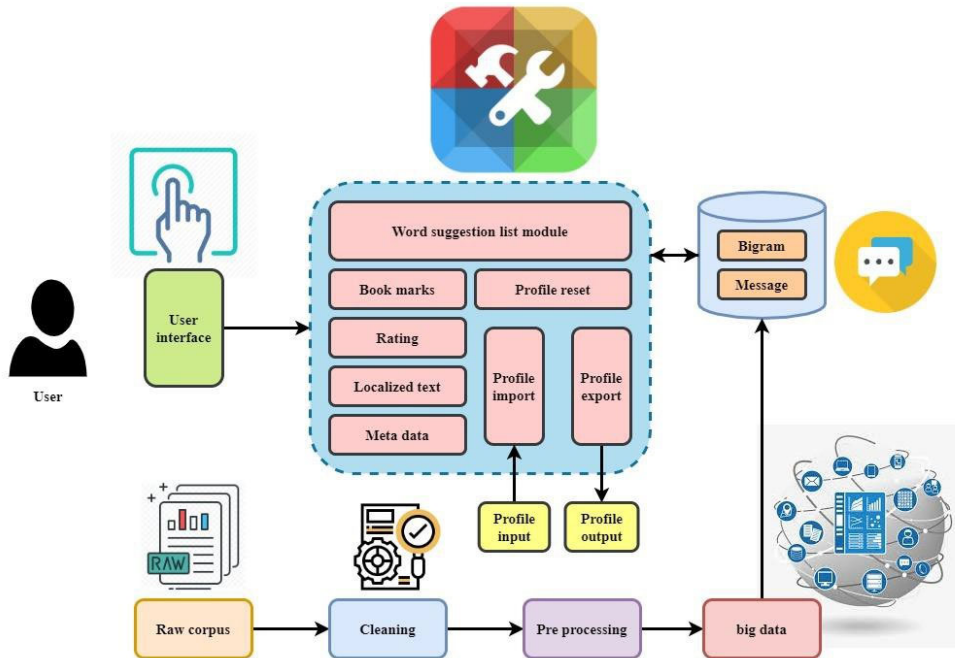 Word suggestion list module
Book marks
Profile reset
Rating
Localized text
Meta data
Profile
import
Profile
export
Bigram
Message
User
interface
User
Profile
input
Profile
output
RAW
Raw corpus
Cleaning
Pre processing
big data